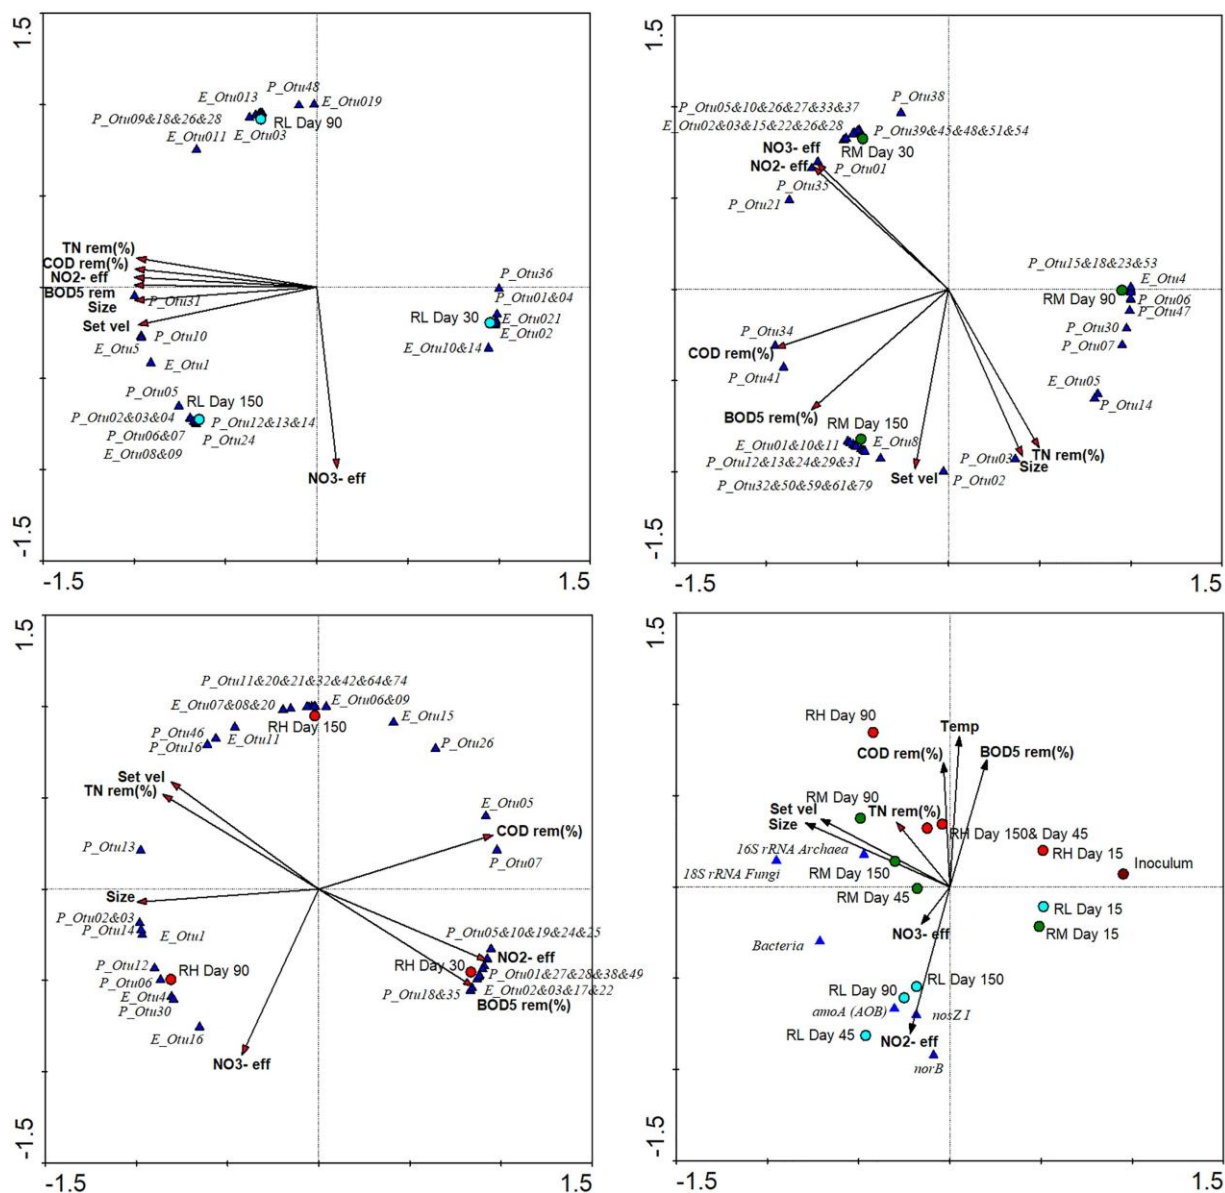 1.5
P_Otu48
E_Otu013
E_Otu019
P_Otu09&18&26&28
RL Day 90
E_Otu011
E_Otu03
TN rem(%)
COD rem(%)
NO2- eff
BOD5 rem
P_Otu31
Size
Set vel
P_Otu10
E_Otu5
E_Otu1
P_Otu36
P_Otu01&04
RL Day 30
E_Otu021
E_Otu02
E_Otu10&14
P_Otu05
RL Day 150
P_Otu02&03&04
P_Otu12&13&14
P_Otu06&07
P_Otu24
E_Otu08&09
NO3- eff
-1.5
-1.5
1.5
1.5
P_Otu38
P_Otu05&10&26&27&33&37
E_Otu02&03&15&22&26&28
P_Otu39&45&48&51&54
NO3- eff
RM Day 30
NO2- eff
P_Otu01
P_Otu35
P_Otu21
P_Otu15&18&23&53
E_Otu4
RM Day 90
P_Otu06
P_Otu47
P_Otu30
P_Otu07
P_Otu34
COD rem(%)
P_Otu41
E_Otu05
P_Otu14
BOD5 rem(%)
RM Day 150
E_Otu01&10&11
E_Otu8
P_Otu12&13&24&29&31
P_Otu32&50&59&61&79
Set vel
P_Otu03
TN rem(%)
Size
P_Otu02
-1.5
-1.5
1.5
1.5
P_Otu11&20&21&32&42&64&74
E_Otu07&08&20
E_Otu06&09
RH Day 150
E_Otu15
P_Otu46
E_Otu11
P_Otu16
P_Otu26
Set vel
TN rem(%)
E_Otu05
COD rem(%)
P_Otu13
P_Otu07
Size
P_Otu02&03
P_Otu14
E_Otu1
P_Otu05&10&19&24&25
NO2- eff
P_Otu12
RH Day 90
RH Day 30
P_Otu06
P_Otu01&27&28&38&49
E_Otu4
P_Otu18&35
E_Otu02&03&17&22
P_Otu30
BOD5 rem(%)
E_Otu16
NO3- eff
-1.5
-1.5
1.5
1.5
RH Day 90
Temp
COD rem(%)
BOD5 rem(%)
RM Day 90
Set vel
TN rem(%)
Size
RH Day 150& Day 45
16S rRNA Archaea
RH Day 15
18S rRNA Fungi
RM Day 150
Inoculum
RM Day 45
RL Day 15
RM Day 15
NO3- eff
Bacteria
RL Day 150
RL Day 90
amoA (AOB)
nosZ I
RL Day 45
NO2- eff
norB
-1.5
-1.5
1.5